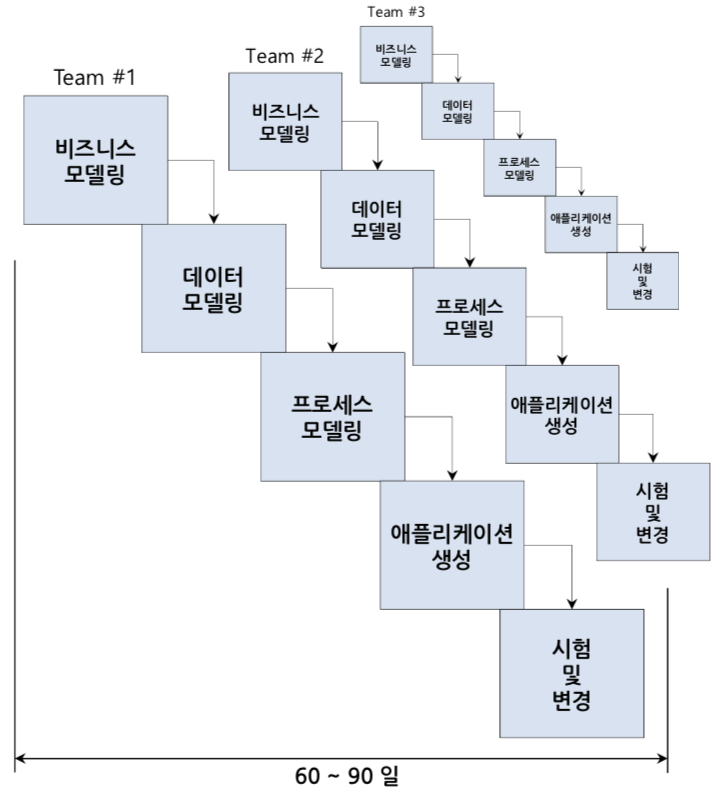 Team #1
비즈니스
모델링
데이터
모델링
프로세스
모델링
애플리케이션
생성
시험
및
변경
Team #2
비즈니스
모델링
데이터
모델링
프로세스
모델링
애플리케이션
생성
시험
및
변경
Team #3
비즈니스
모델링
데이터
모델링
프로세스
모델링
애플리케이션
생성
시험
및
변경
60 ~ 90 일